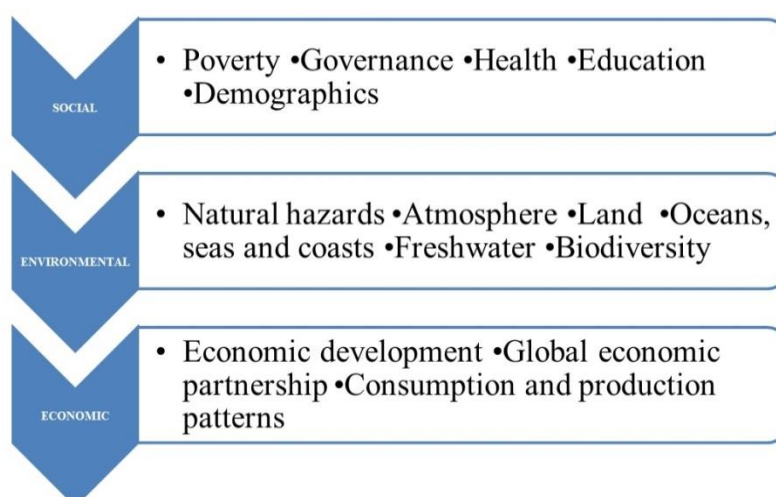 SOCIAL
• Poverty •Governance •Health •Education
•Demographics
ENVIRONMENTAL
• Natural hazards •Atmosphere •Land •Oceans,
seas and coasts •Freshwater •Biodiversity
ECONOMIC
• Economic development •Global economic
partnership •Consumption and production
patterns